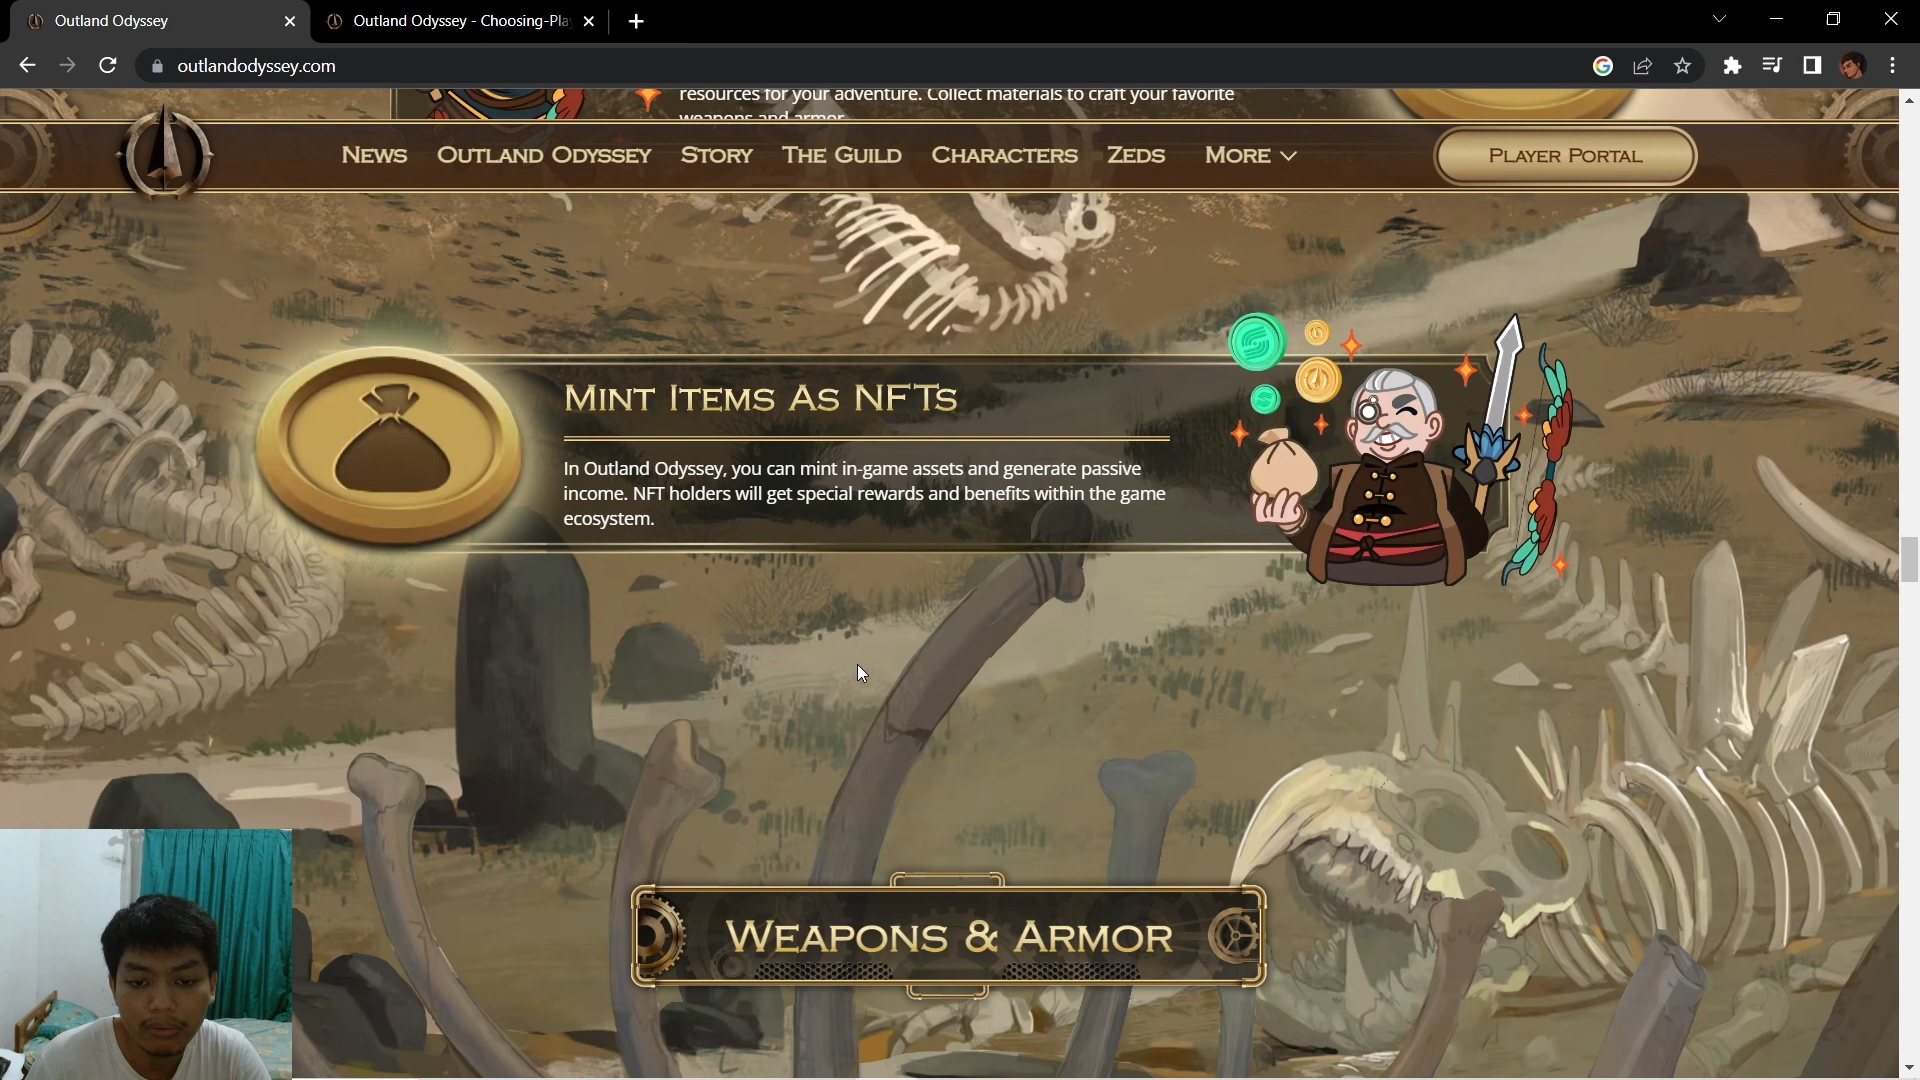 Outland Odyssey
Outland Odyssey - Choosing-Pla
outlandodyssey.com
resources for your adventure. Collect materials to craft your favorite
weapons and armor
NEWS OUTLAND ODYSSEY STORY THE GUILD CHARACTERS ZEDS MORE PLAYER PORTAL
MINT ITEMS AS NFTS
In Outland Odyssey, you can mint in-game assets and generate passive
income. NFT holders will get special rewards and benefits within the game
ecosystem.
WEAPONS & ARMOR